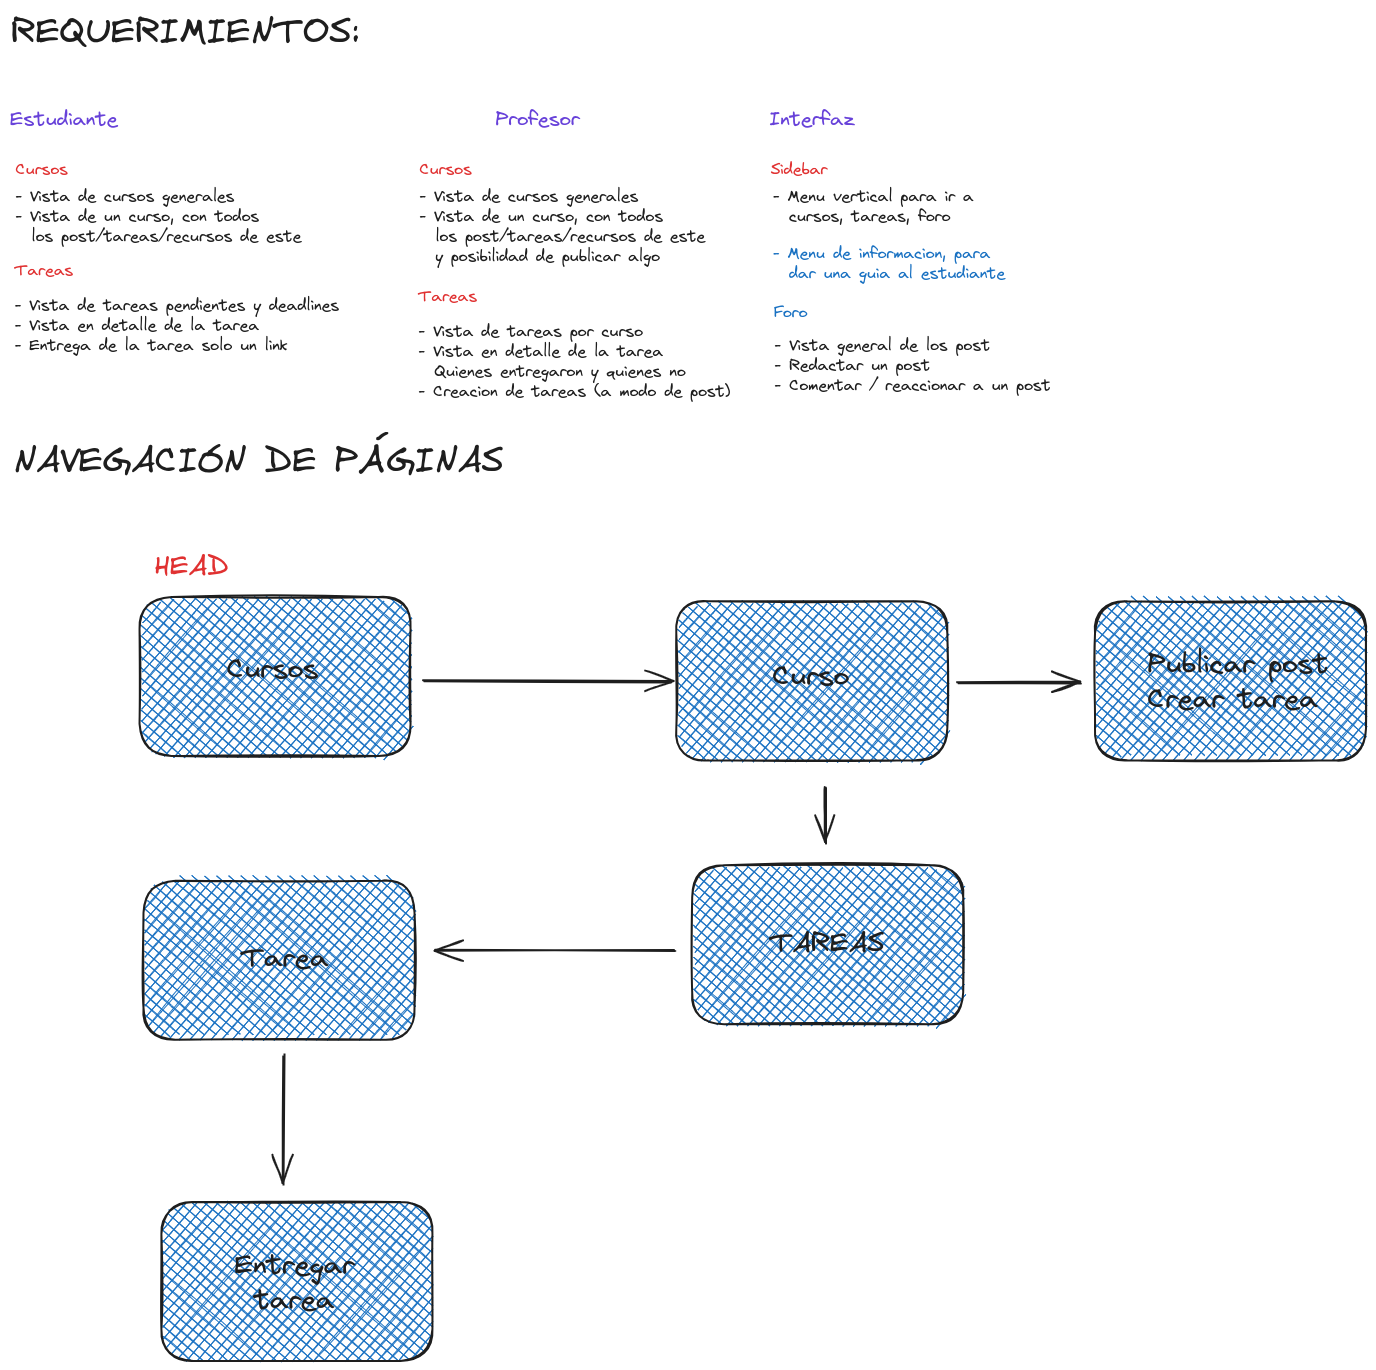 REQUERIMIENTOS:
Estudiante
Cursos
- Vista de cursos generales
- Vista de un curso, con todos
los post/tareas/recursos de este
Tareas
- Vista de tareas pendientes y deadlines
- Vista en detalle de la tarea
- Entrega de la tarea solo un link
Profesor
Cursos
- Vista de cursos generales
- Vista de un curso, con todos
los post/tareas/recursos de este
y posibilidad de publicar algo
Tareas
- Vista de tareas por curso
- Vista en detalle de la tarea
Quienes entregaron y quienes no
- Creacion de tareas (a modo de post)
Interfaz
Sidebar
- Menu vertical para ir a
cursos, tareas, foro
- Menu de informacion, para
dar una guia al estudiante
Foro
- Vista general de los post
- Redactar un post
- Comentar / reaccionar a un post
NAVEGACIÓN DE PÁGINAS
HEAD
Cursos
Curso
Publicar post
Crear tarea
TAREAS
Tarea
Entregar
tarea